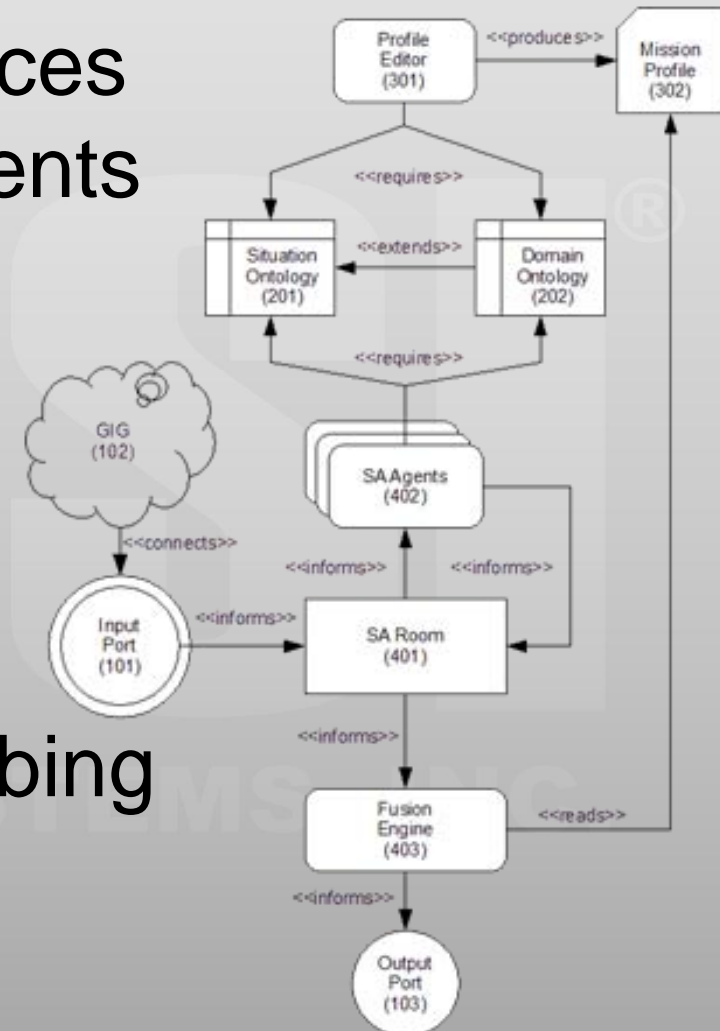 ces
ents
bing
Profile
Editor
(301)
<<produces>>
Mission
Profile
(302)
<<requires>>
®
Situation
Ontology
(201)
<<extends>>
Domain
Ontology
(202)
<<requires>>
GIG
(102)
SA Agents
(402)
<<connects>>
<<informs>>
<<informs>>
Input
Port
(101)
<<informs>>
SA Room
(401)
<<informs>>
Fusion
Engine
(403)
<<reads>>
<<informs>>
Output
Port
(103)